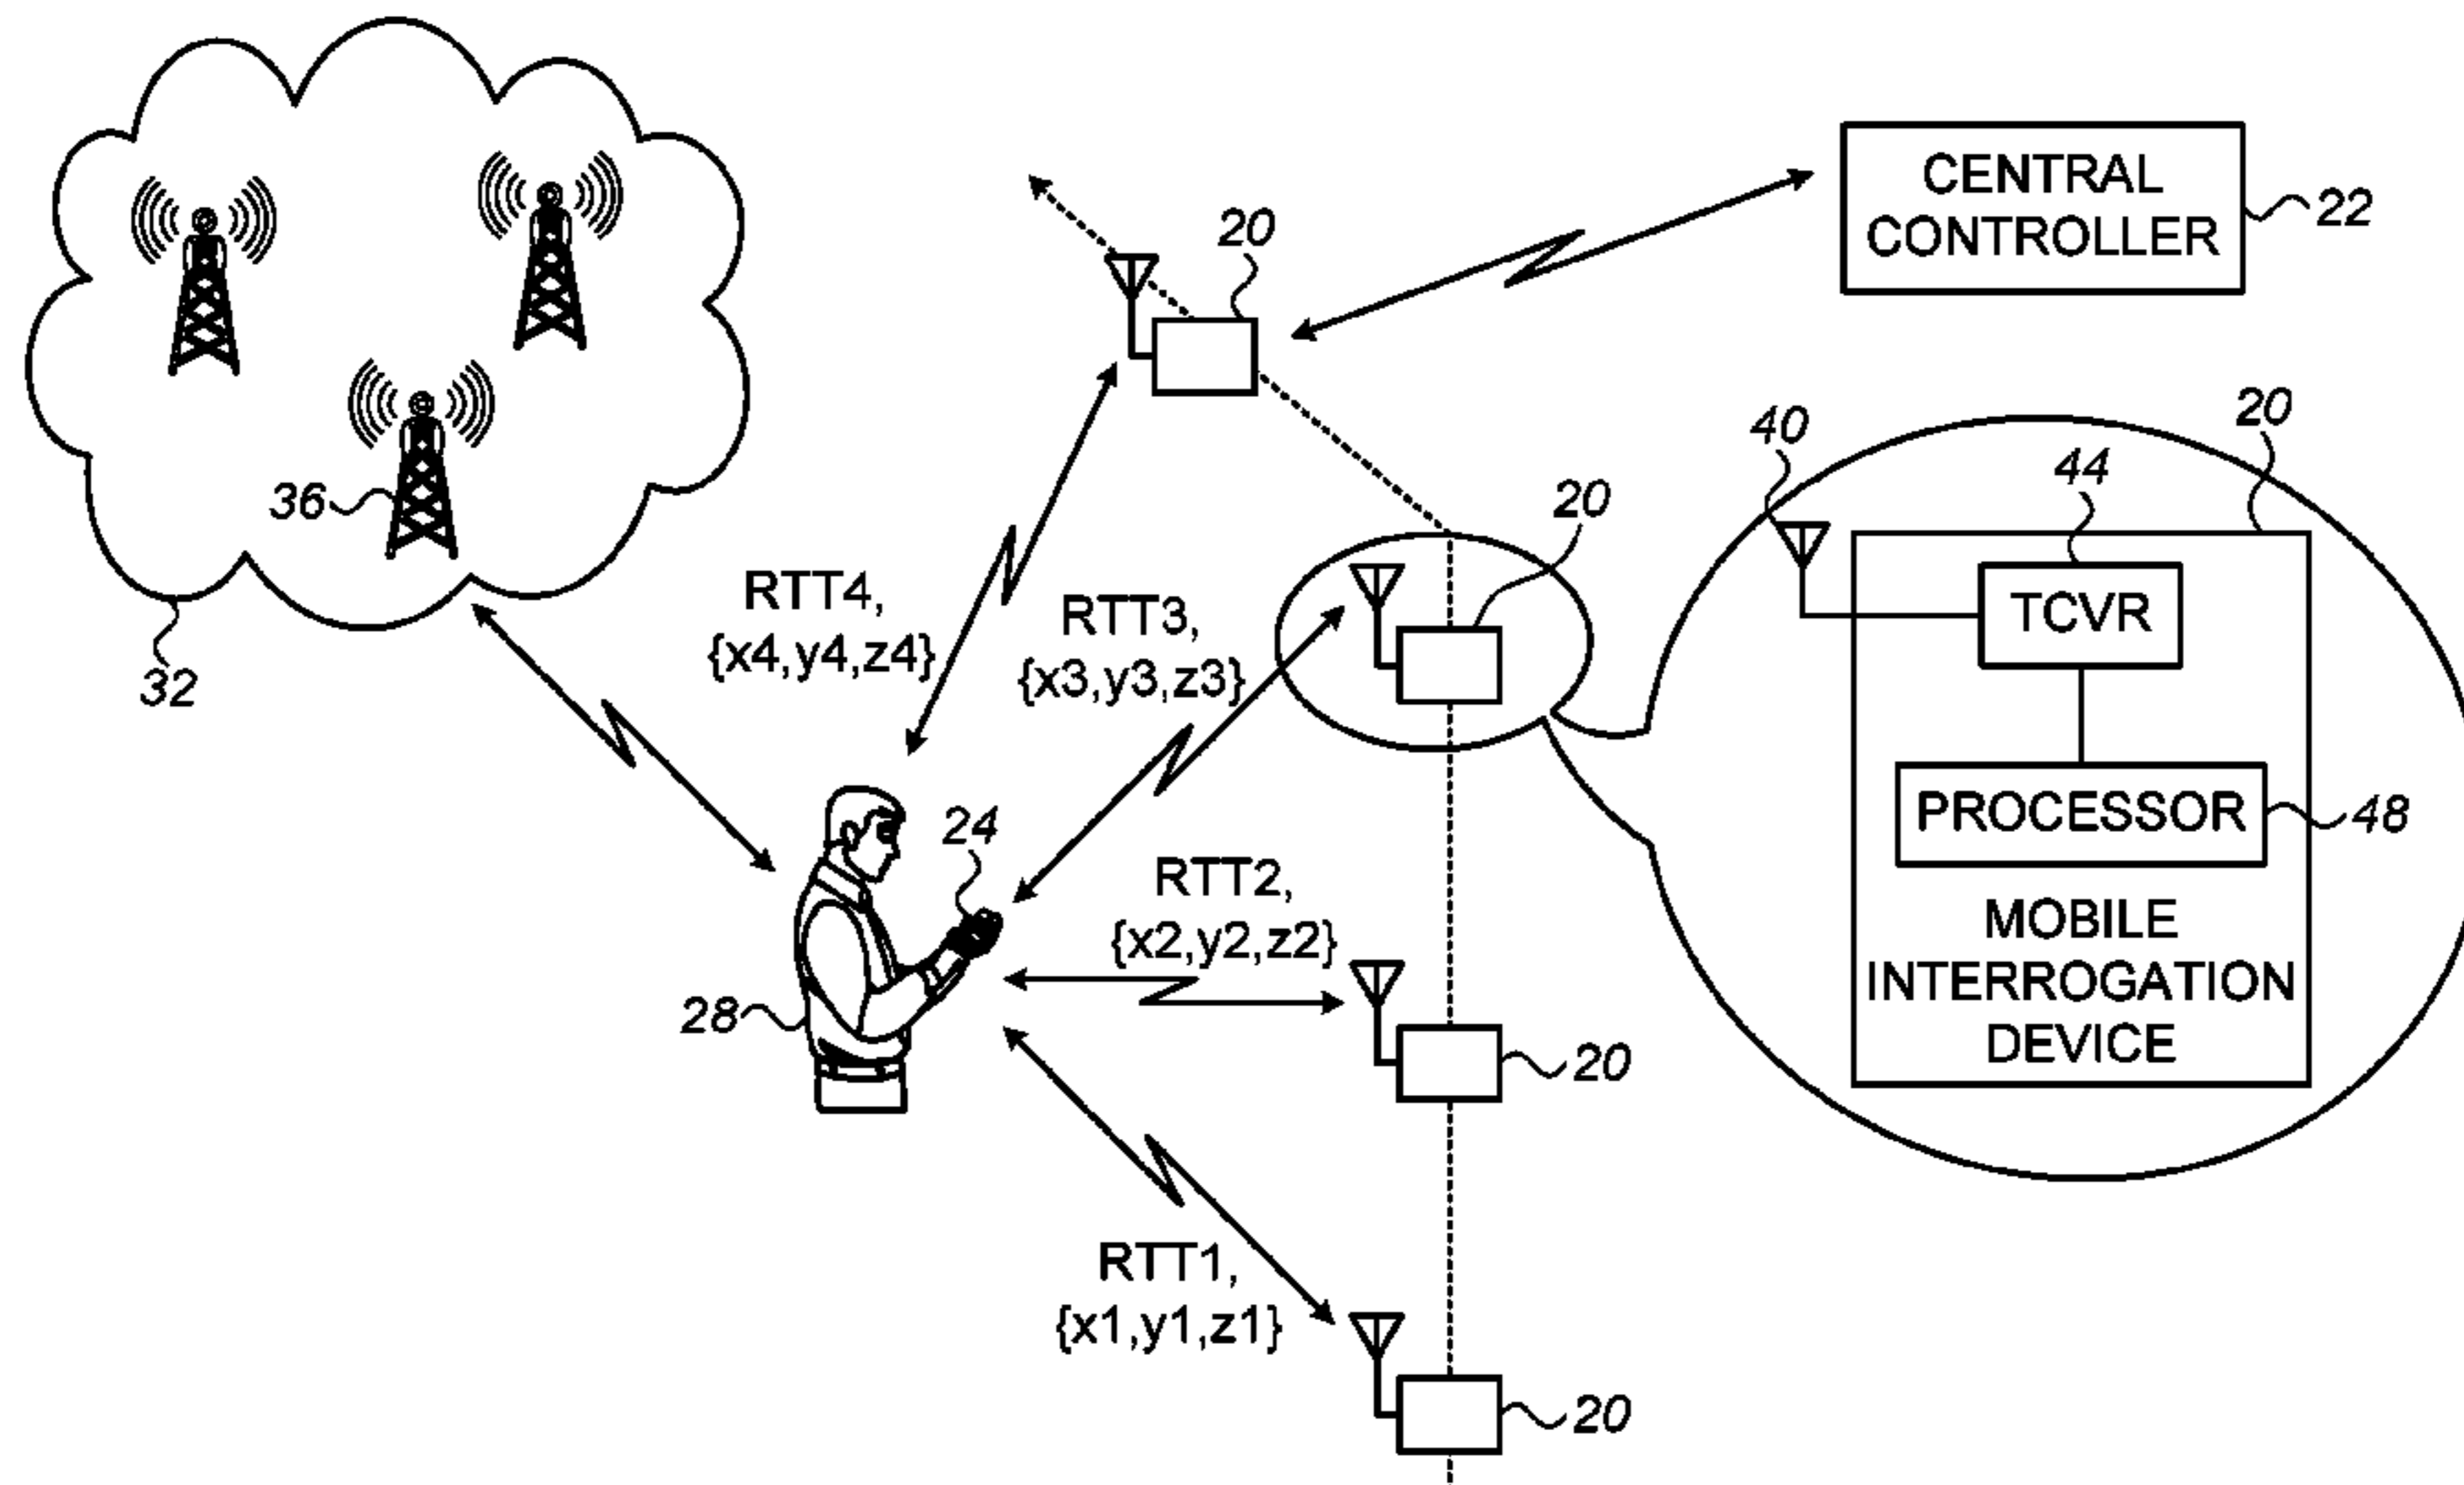 CENTRAL
CONTROLLER
22
20
40
20
44
36
20
TCVR
RTT4,
{x4,y4,z4}
RTT3,
{x3,y3,z3}
32
PROCESSOR
48
24
RTT2,
{x2,y2,z2}
MOBILE
INTERROGATION
DEVICE
28
20
RTT1,
{x1,y1,z1}
20